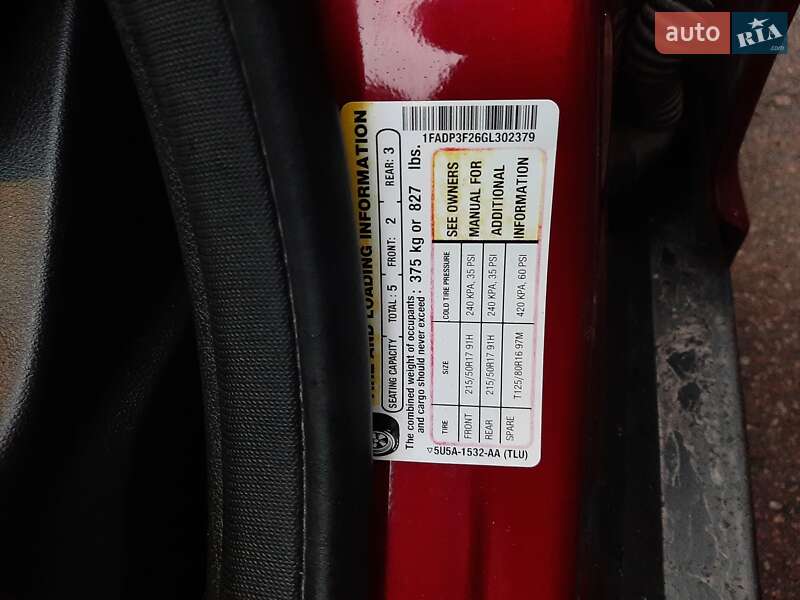 auto RIA
.com
TIRE AND LOADING INFORMATION
1FADP3F26GL302379
SEATING CAPACITY TOTAL : 5 FRONT: 2 REAR: 3
The combined weight of occupants
and cargo should never exceed : 375 kg or 827 lbs.
TIRE SIZE COLD TIRE PRESSURE
FRONT 215/50R17 91H 240 KPA, 35 PSI
REAR 215/50R17 91H 240 KPA, 35 PSI
SPARE T125/80R16 97M 420 KPA, 60 PSI
SEE OWNERS
MANUAL FOR
ADDITIONAL
INFORMATION
▽5U5A-1532-AA (TLU)